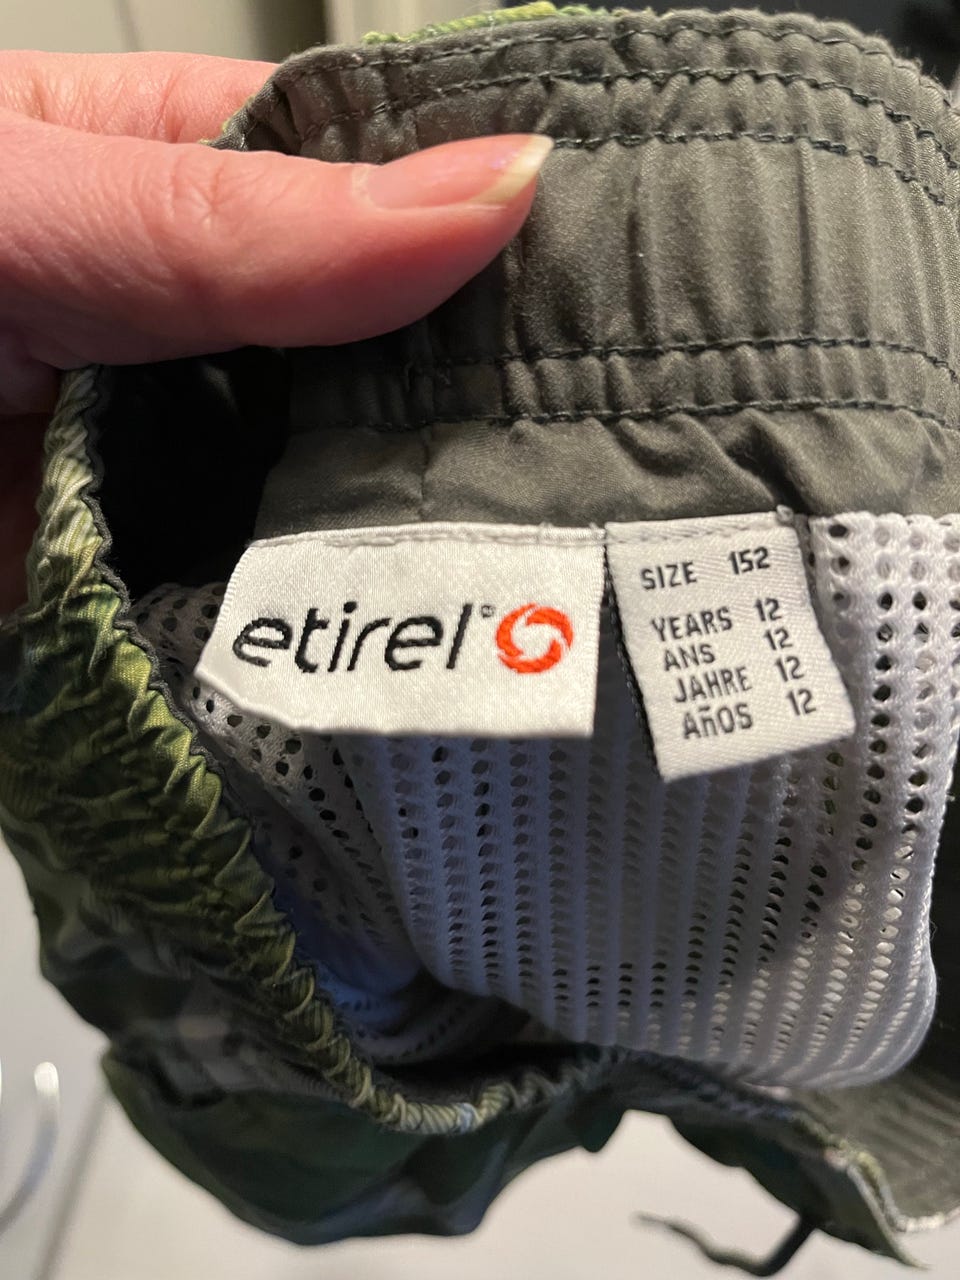 etirel®
SIZE 152
YEARS 12
ANS 12
JAHRE 12
AñOS 12